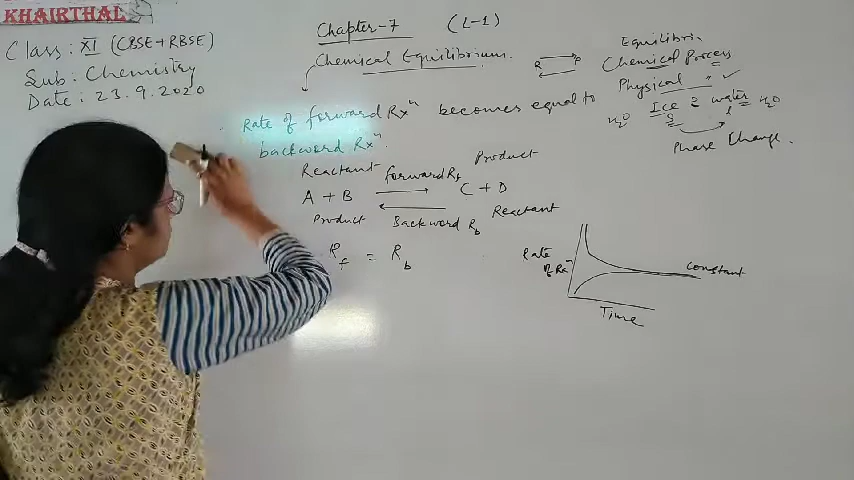 KHAIRTHAL
Class : XI (CBSE + RBSE)
Sub : Chemistry
Date : 23.9.2020
Chapter-7 (L-1)
Chemical Equilibrium.
R P
Chemical Process
Physical " ✓
Ice ⇌ water H2O
H2O S l
Phase Change.
Rate of forward Rxⁿ becomes equal to
backward Rxⁿ.
Reactant forward Rf Product
A + B C + D
Product Backward Rb Reactant
Rf = Rb
Rate
constant
Time